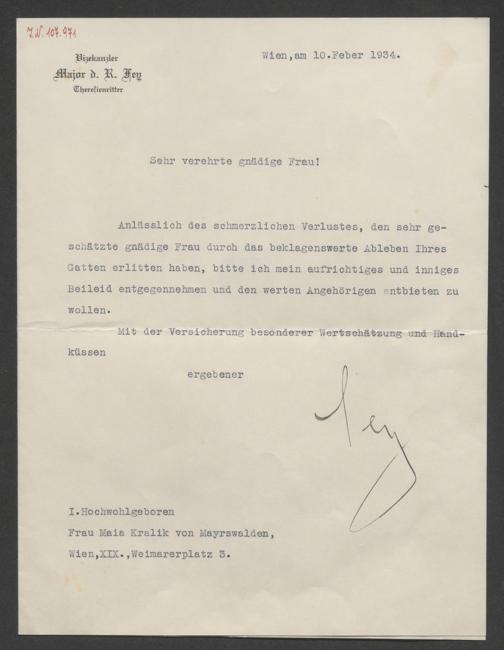 I.N. 107.971
Vizekanzler
Major d. R. Fey
Theresienritter
Wien,am 10.Feber 1934.
Sehr verehrte gnädige Frau!
Anlässlich des schmerzlichen Verlustes, den sehr ge-
schätzte gnädige Frau durch das beklagenswerte Ableben Ihres
Gatten erlitten haben, bitte ich mein aufrichtiges und inniges
Beileid entgegennehmen und den werten Angehörigen entbieten zu
wollen.
Mit der Versicherung besonderer Wertschätzung und Hand-
küssen
ergebener
Fey
I.Hochwohlgeboren
Frau Maia Kralik von Mayrswalden,
Wien,XIX.,Weimarerplatz 3.